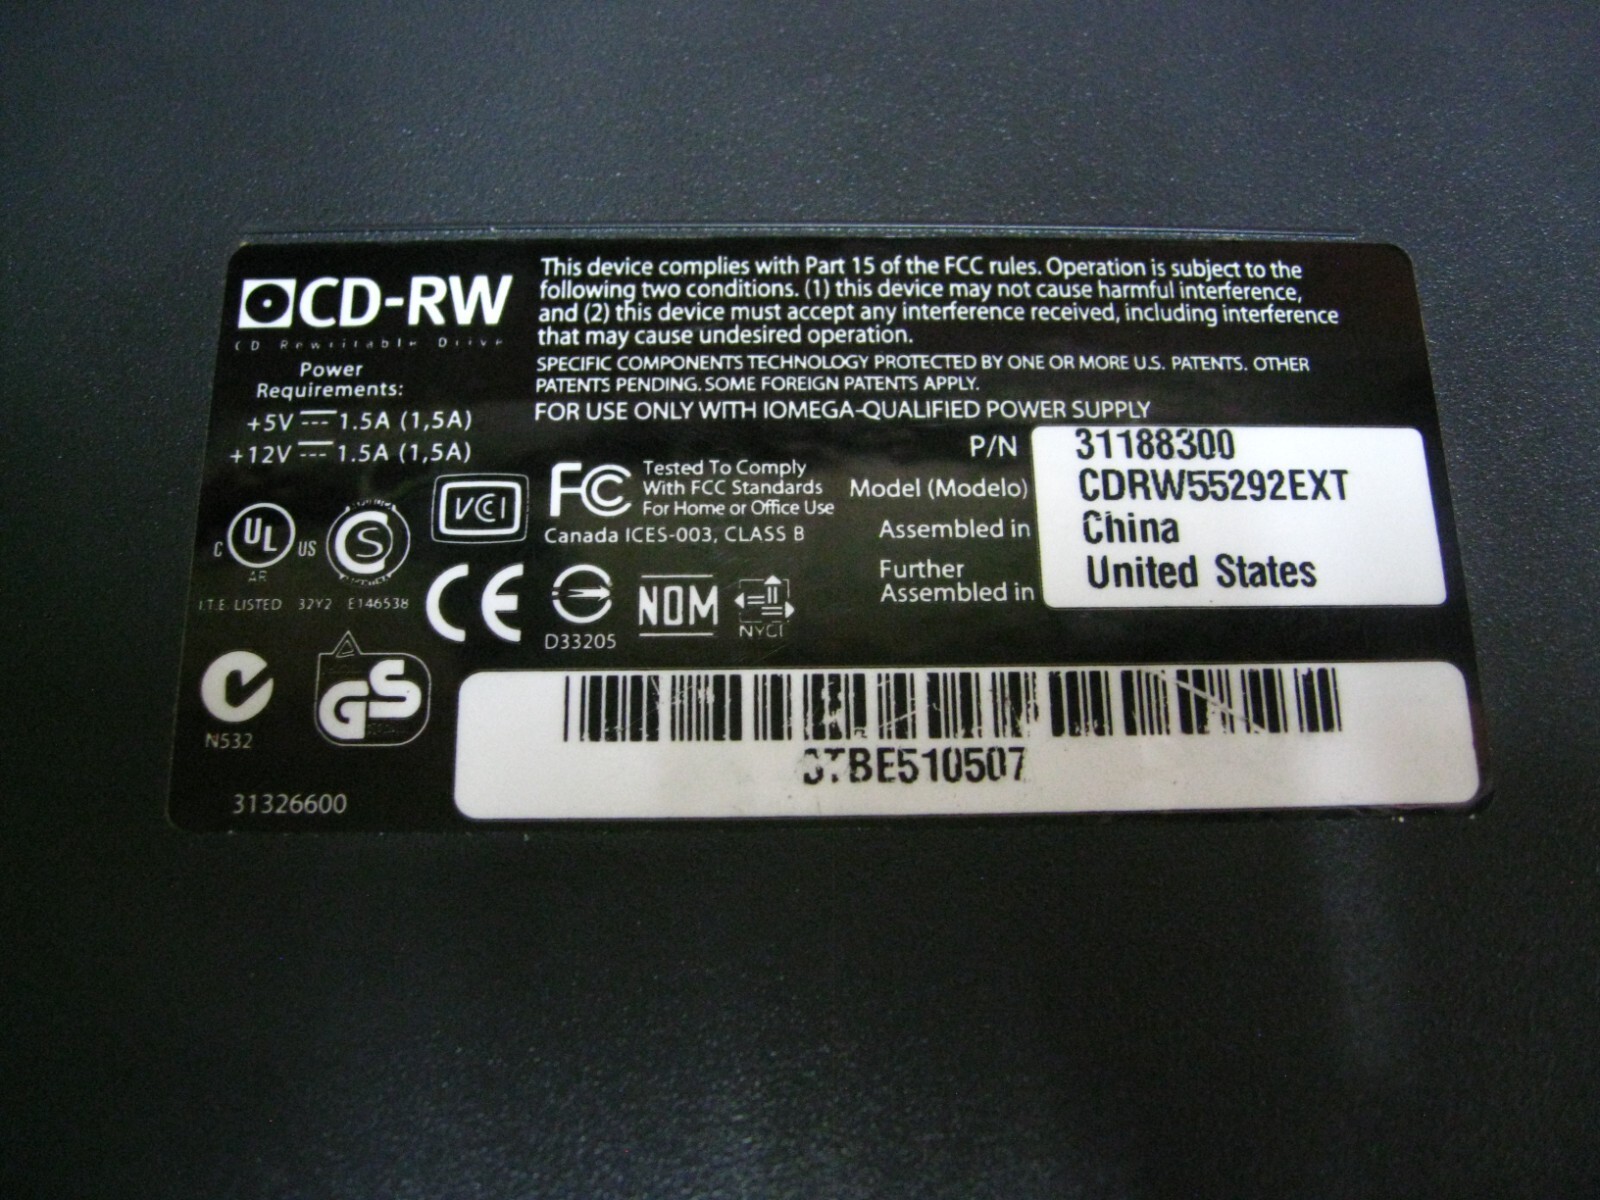 CD-RW
CD Rewritable Drive
Power
Requirements:
+5V 1.5A (1,5A)
+12V 1.5A (1,5A)
This device complies with Part 15 of the FCC rules. Operation is subject to the
following two conditions. (1) this device may not cause harmful interference,
and (2) this device must accept any interference received, including interference
that may cause undesired operation.
SPECIFIC COMPONENTS TECHNOLOGY PROTECTED BY ONE OR MORE U.S. PATENTS. OTHER
PATENTS PENDING. SOME FOREIGN PATENTS APPLY.
FOR USE ONLY WITH IOMEGA-QUALIFIED POWER SUPPLY
P/N 31188300
Model (Modelo) CDRW55292EXT
Assembled in China
Further
Assembled in United States
FC Tested To Comply
With FCC Standards
For Home or Office Use
Canada ICES-003, CLASS B
VCCI
C UL US
AR
S
I.T.E. LISTED 32Y2 E146538
CE
D33205
NOM
NYCE
N532
GS
31326600
TBE510507